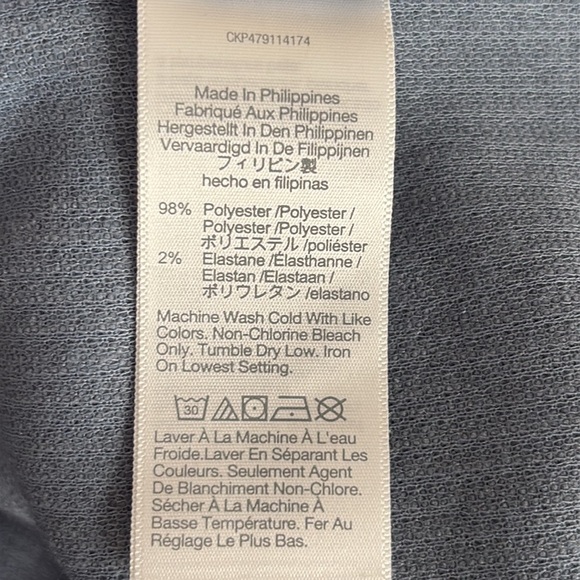 CKP479114174
Made In Philippines
Fabriqué Aux Philippines
Hergestellt In Den Philippinen
Vervaardigd In De Filippijnen
フィリピン製
hecho en filipinas
98% Polyester /Polyester /
Polyester /Polyester /
ポリエステル /poliéster
2% Elastane /Élasthanne /
Elastan /Elastaan /
ポリウレタン /elastano
Machine Wash Cold With Like
Colors. Non-Chlorine Bleach
Only. Tumble Dry Low. Iron
On Lowest Setting.
30
Laver À La Machine À L'eau
Froide.Laver En Séparant Les
Couleurs. Seulement Agent
De Blanchiment Non-Chlore.
Sécher À La Machine À
Basse Température. Fer Au
Réglage Le Plus Bas.